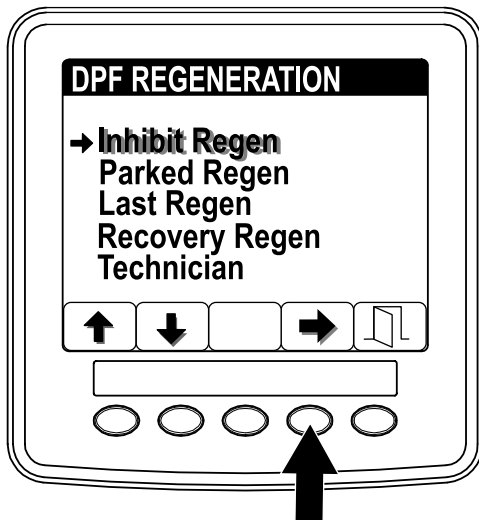 DPF REGENERATION
Inhibit Regen
Parked Regen
Last Regen
Recovery Regen
Technician